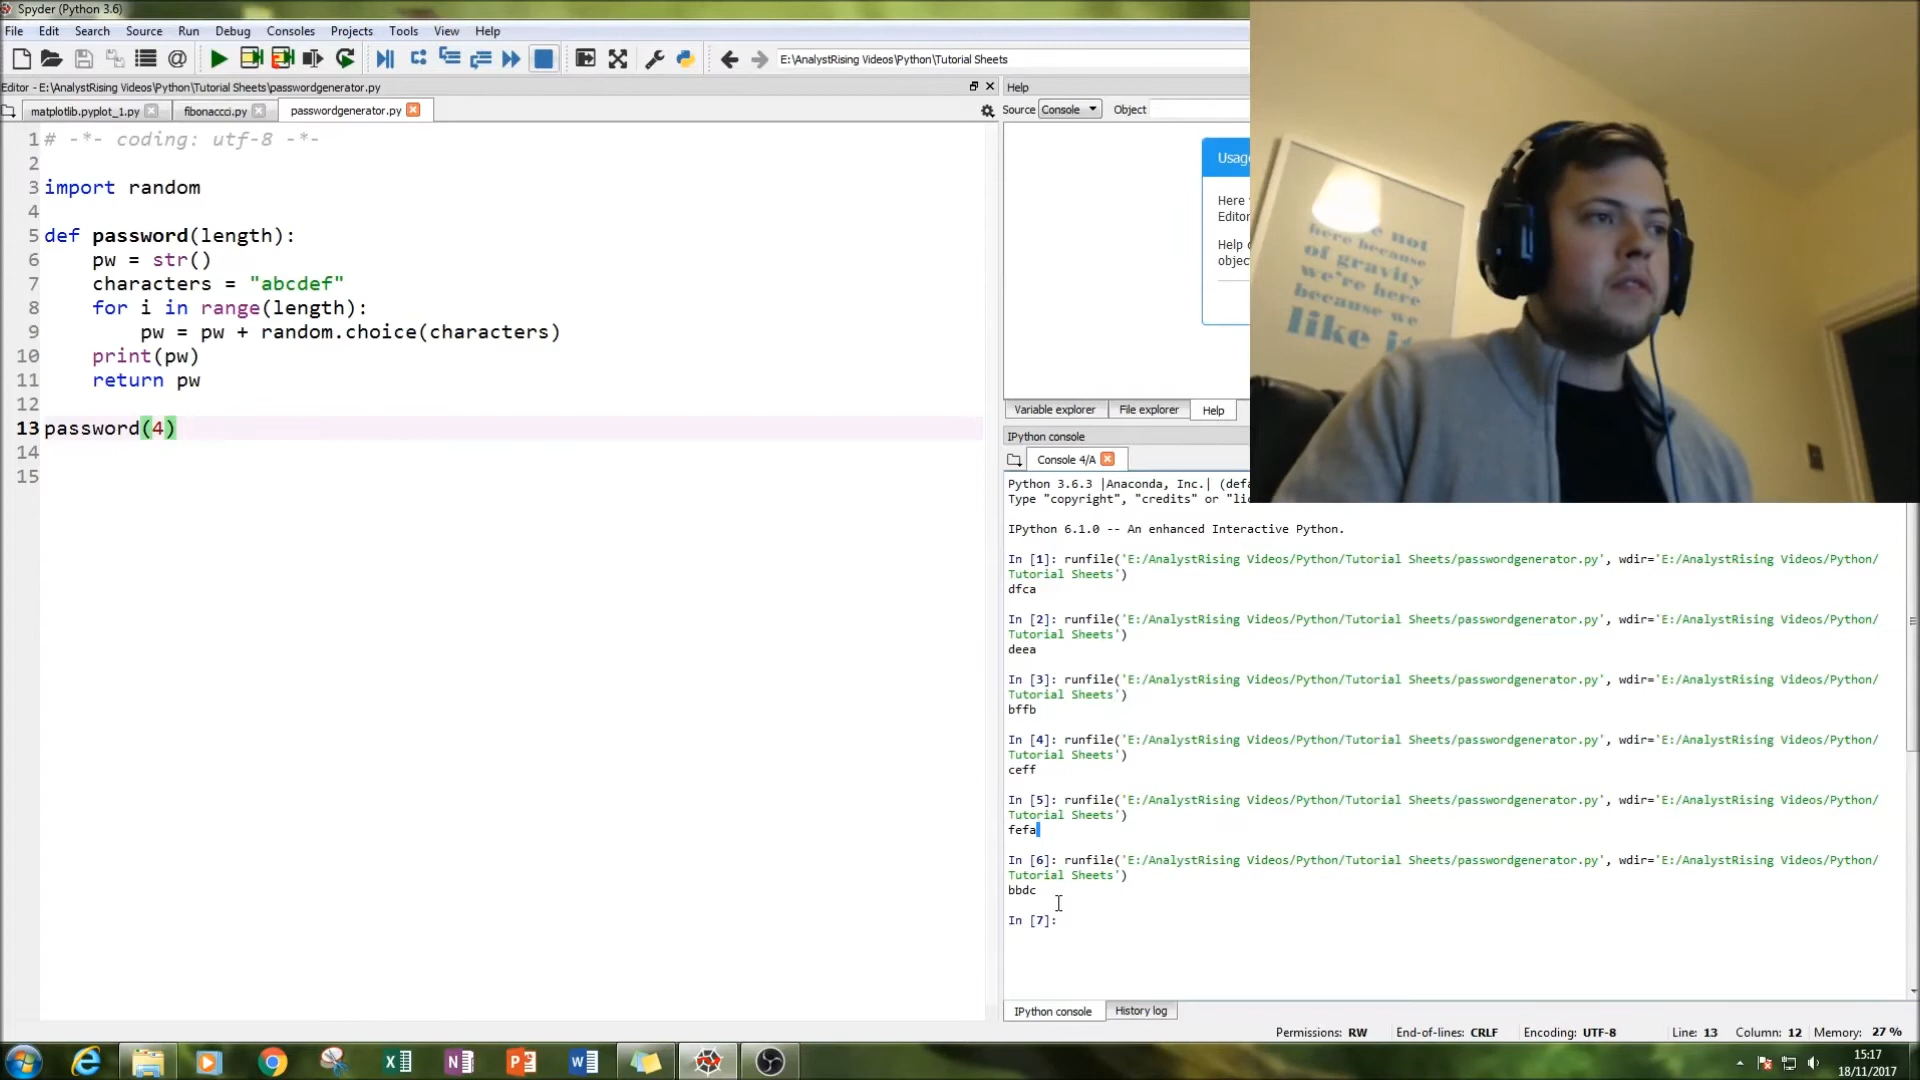 Spyder (Python 3.6)
File Edit Search Source Run Debug Consoles Projects Tools View Help
E:\AnalystRising Videos\Python\Tutorial Sheets
Editor - E:\AnalystRising Videos\Python\Tutorial Sheets\passwordgenerator.py
matplotlib.pyplot_1.py fibonaccci.py passwordgenerator.py
1 # -*- coding: utf-8 -*-
2
3 import random
4
5 def password(length):
6 pw = str()
7 characters = "abcdef"
8 for i in range(length):
9 pw = pw + random.choice(characters)
10 print(pw)
11 return pw
12
13 password(4)
14
15
Help
Source Console Object
Usag
Here
Editor
Help
objec
Variable explorer File explorer Help
IPython console
Console 4/A
Python 3.6.3 |Anaconda, Inc.| (defa
Type "copyright", "credits" or "lic
IPython 6.1.0 -- An enhanced Interactive Python.
In [1]: runfile('E:/AnalystRising Videos/Python/Tutorial Sheets/passwordgenerator.py', wdir='E:/AnalystRising Videos/Python/
Tutorial Sheets')
dfca
In [2]: runfile('E:/AnalystRising Videos/Python/Tutorial Sheets/passwordgenerator.py', wdir='E:/AnalystRising Videos/Python/
Tutorial Sheets')
deea
In [3]: runfile('E:/AnalystRising Videos/Python/Tutorial Sheets/passwordgenerator.py', wdir='E:/AnalystRising Videos/Python/
Tutorial Sheets')
bffb
In [4]: runfile('E:/AnalystRising Videos/Python/Tutorial Sheets/passwordgenerator.py', wdir='E:/AnalystRising Videos/Python/
Tutorial Sheets')
ceff
In [5]: runfile('E:/AnalystRising Videos/Python/Tutorial Sheets/passwordgenerator.py', wdir='E:/AnalystRising Videos/Python/
Tutorial Sheets')
fefa
In [6]: runfile('E:/AnalystRising Videos/Python/Tutorial Sheets/passwordgenerator.py', wdir='E:/AnalystRising Videos/Python/
Tutorial Sheets')
bbdc
In [7]:
IPython console History log
Permissions: RW End-of-lines: CRLF Encoding: UTF-8 Line: 13 Column: 12 Memory: 27 %
15:17
18/11/2017
not
here because
of gravity
we're here
because we
like it